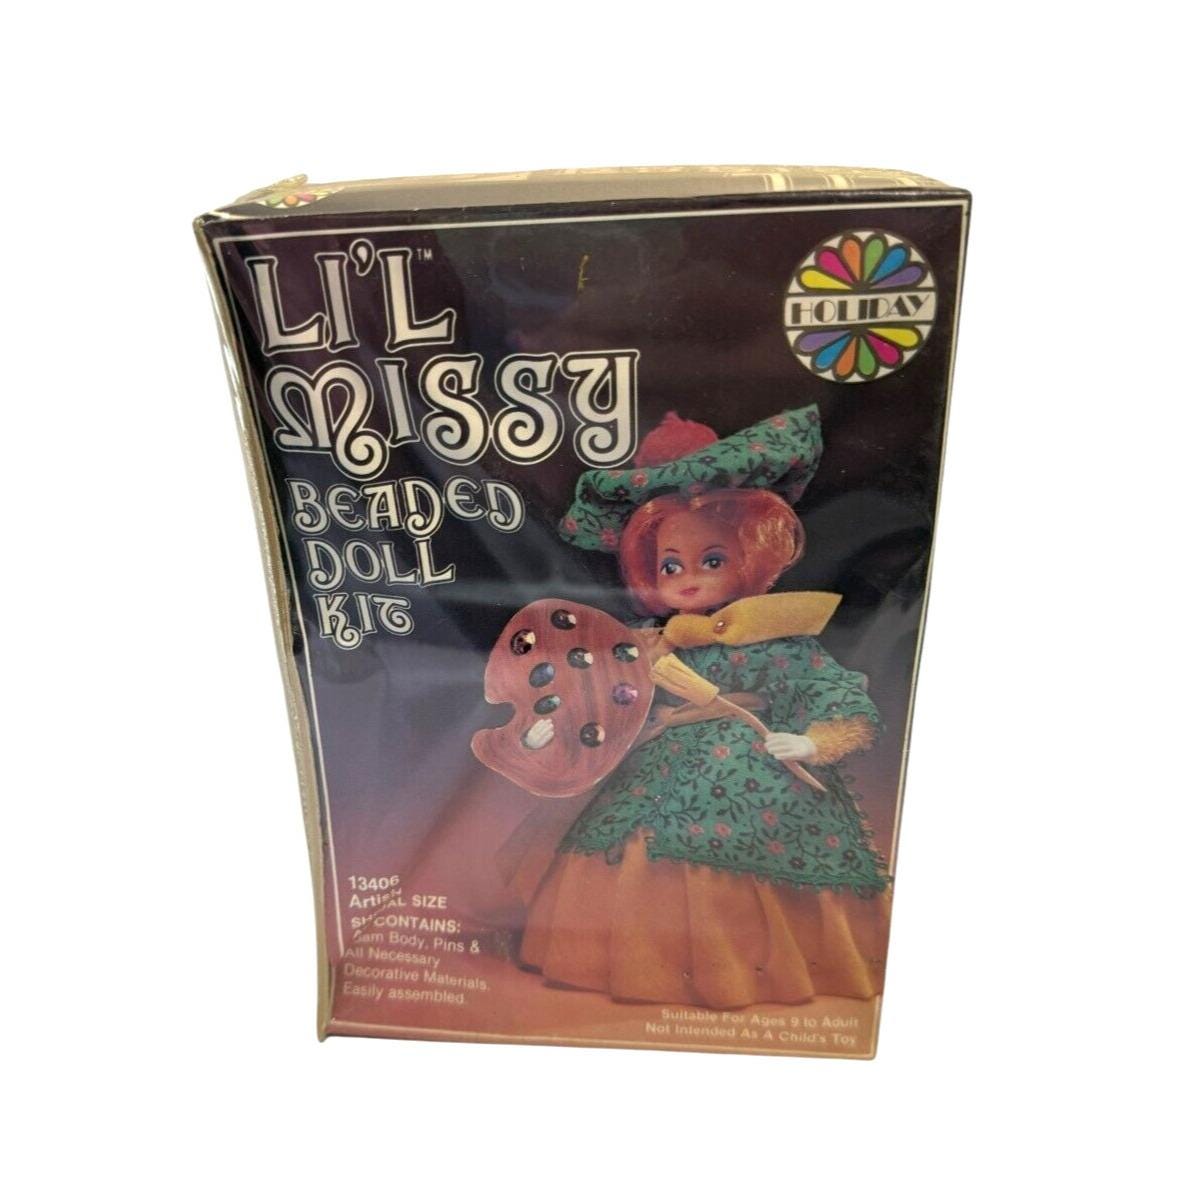 LI'L™
MISSY
BEADED
DOLL
KIT
HOLIDAY
13406
SIZE
CONTAINS:
Body, Pins &
All Necessary
Decorative Materials.
Easily assembled.
Suitable For Ages 9 to Adult
Not Intended As A Child's Toy